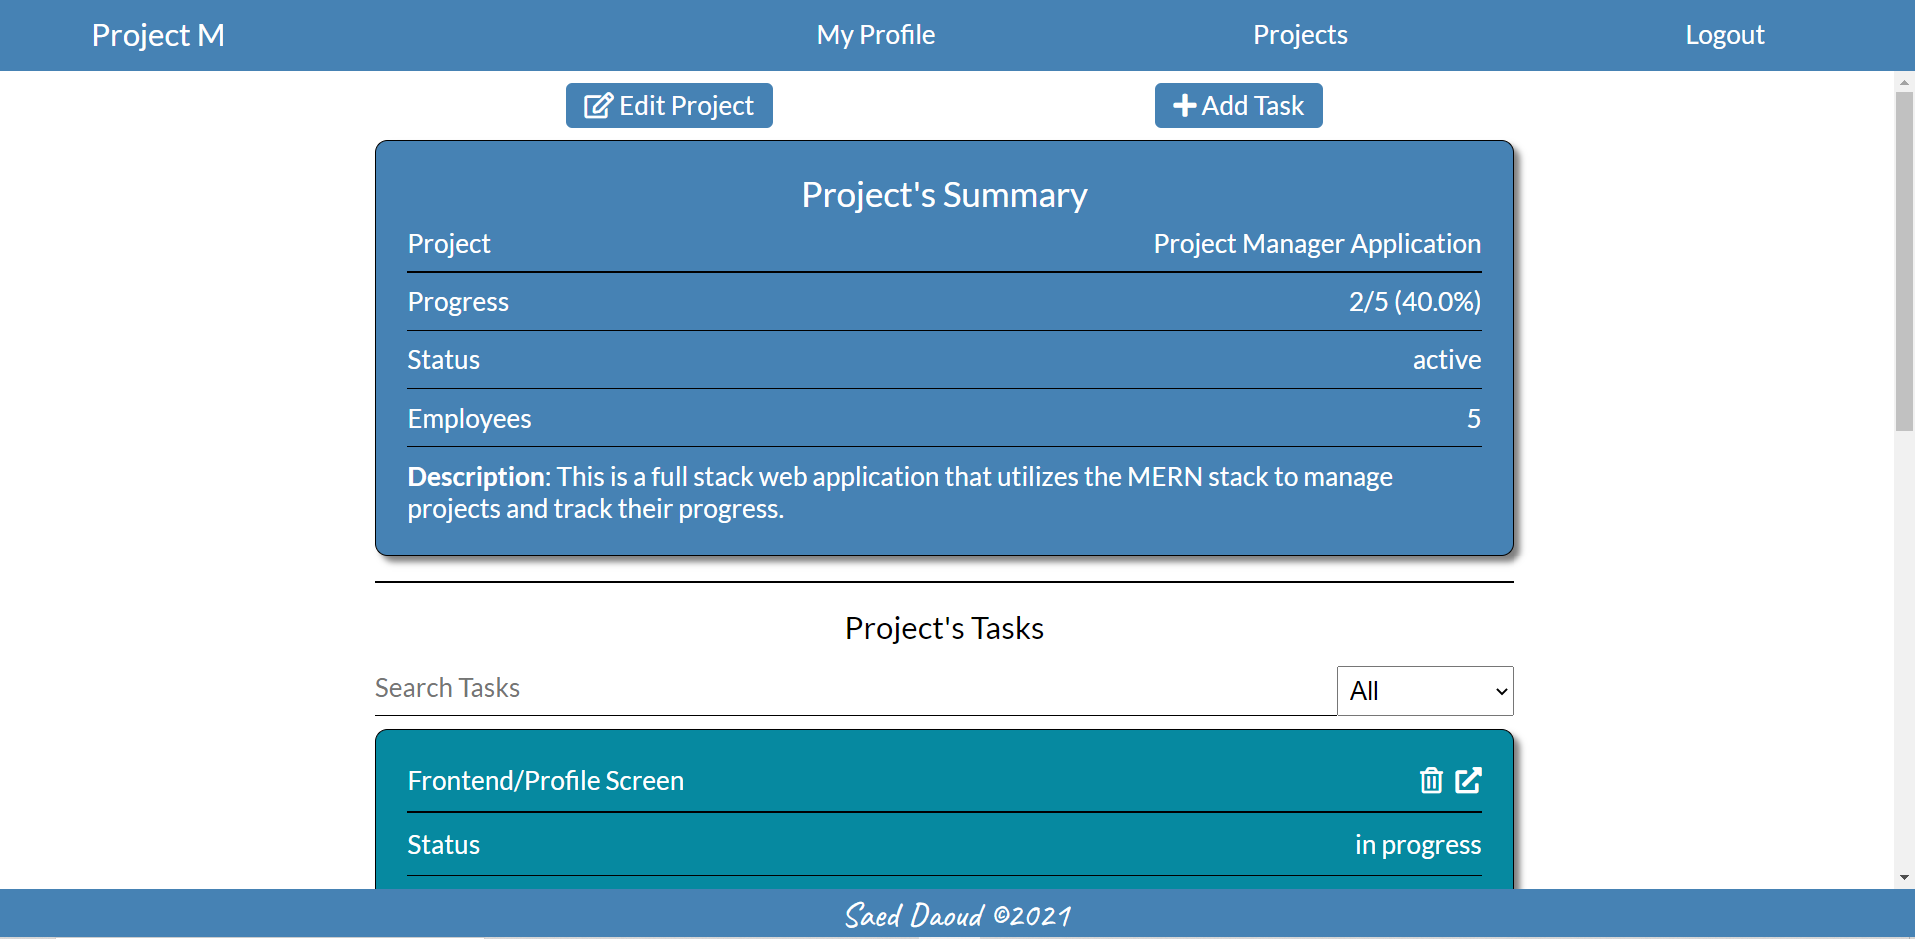 Project M
My Profile
Projects
Logout
Edit Project
Add Task
Project's Summary
Project
Project Manager Application
Progress
2/5 (40.0%)
Status
active
Employees
5
Description: This is a full stack web application that utilizes the MERN stack to manage
projects and track their progress.
Project's Tasks
Search Tasks
All
Frontend/Profile Screen
Status
in progress
Saed Daoud ©2021